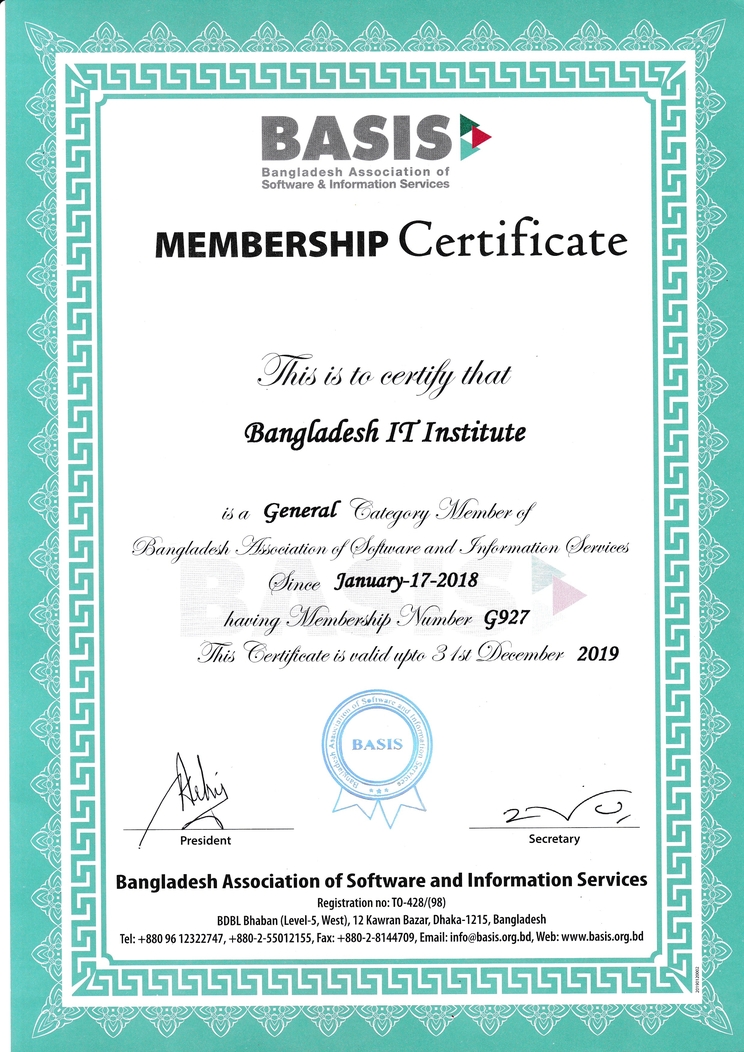 BASIS
Bangladesh Association of
Software & Information Services
MEMBERSHIP Certificate
This is to certify that
Bangladesh IT Institute
is a General Category Member of
Bangladesh Association of Software and Information Services
Since January-17-2018
having Membership Number G927
This Certificate is valid upto 31st December 2019
Bangladesh Association of Software and Information Services
BASIS
President
Secretary
Bangladesh Association of Software and Information Services
Registration no: TO-428/(98)
BDBL Bhaban (Level-5, West), 12 Kawran Bazar, Dhaka-1215, Bangladesh
Tel: +880 96 12322747, +880-2-55012155, Fax: +880-2-8144709, Email: info@basis.org.bd, Web: www.basis.org.bd